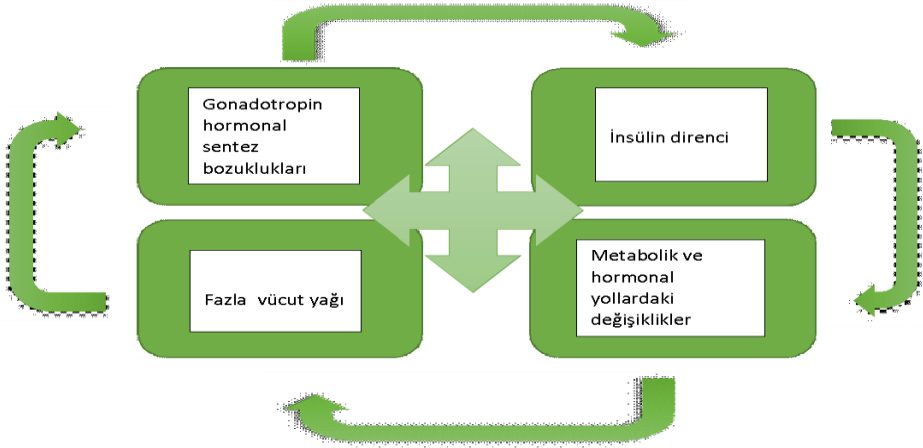 Gonadotropin
hormonal
sentez
bozuklukları
İnsülin direnci
Fazla vücut yağı
Metabolik ve
hormonal
yollardaki
değişiklikler